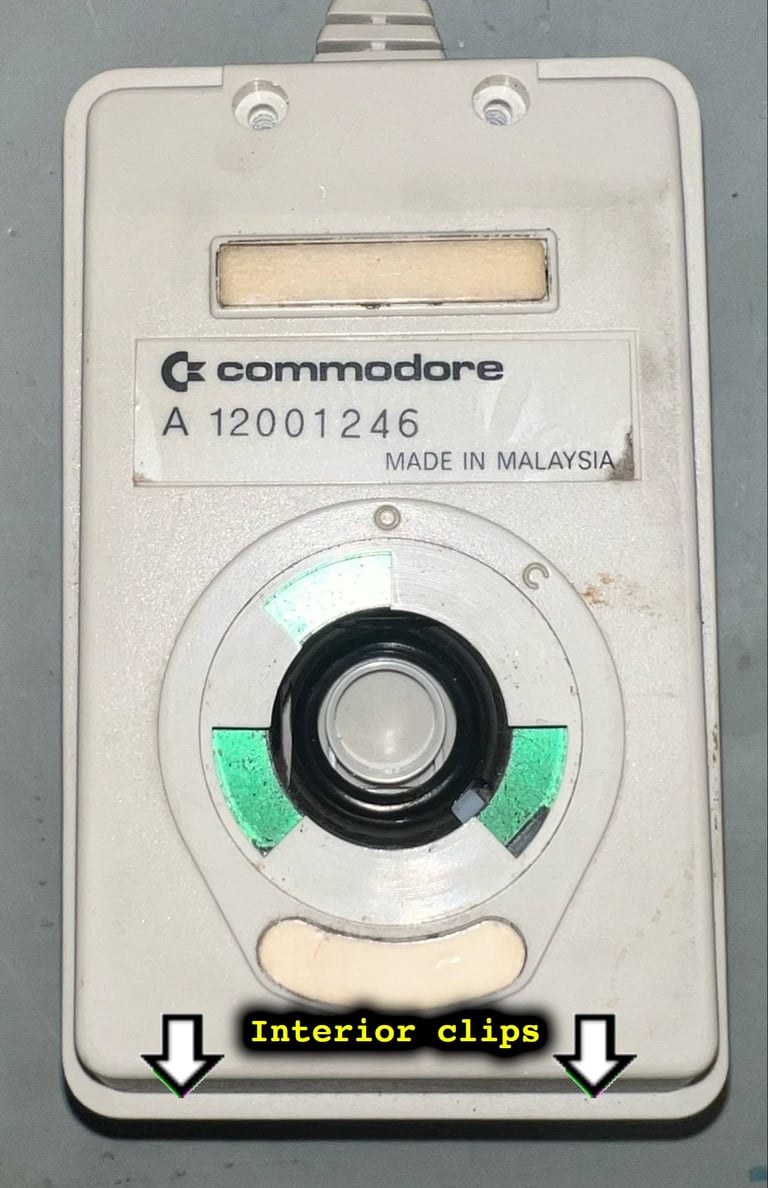 commodore
A 12001246
MADE IN MALAYSIA
O
C
Interior clips